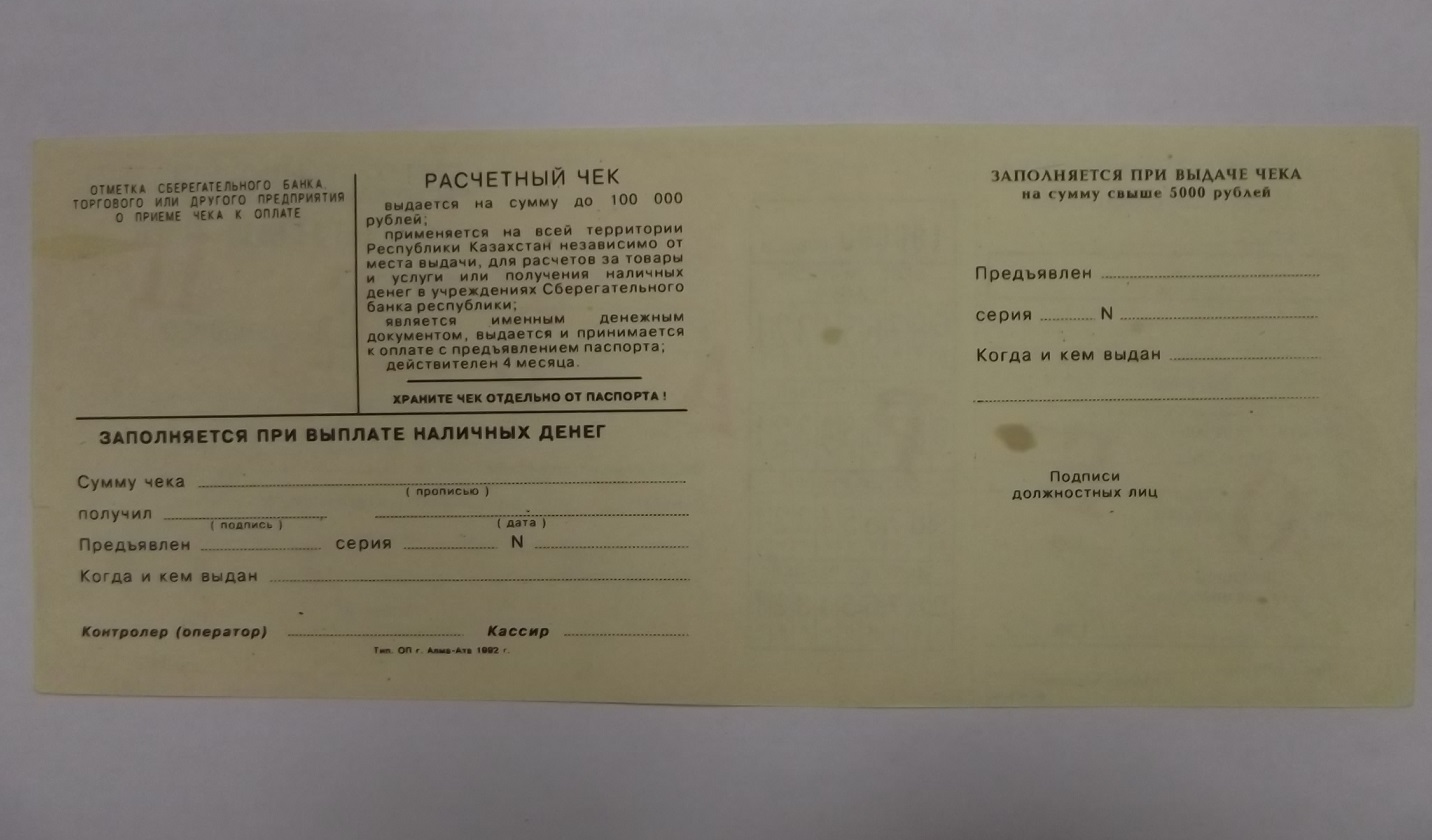 ОТМЕТКА СБЕРЕГАТЕЛЬНОГО БАНКА,
ТОРГОВОГО ИЛИ ДРУГОГО ПРЕДПРИЯТИЯ
О ПРИЕМЕ ЧЕКА К ОПЛАТЕ
РАСЧЕТНЫЙ ЧЕК
выдается на сумму до 100 000
рублей;
применяется на всей территории
Республики Казахстан независимо от
места выдачи, для расчетов за товары
и услуги или получения наличных
денег в учреждениях Сберегательного
банка республики;
является именным денежным
документом, выдается и принимается
к оплате с предъявлением паспорта;
действителен 4 месяца.
ХРАНИТЕ ЧЕК ОТДЕЛЬНО ОТ ПАСПОРТА !
ЗАПОЛНЯЕТСЯ ПРИ ВЫПЛАТЕ НАЛИЧНЫХ ДЕНЕГ
Сумму чека
( прописью )
получил
( подпись ) ( дата )
Предъявлен серия N
Когда и кем выдан
Контролер (оператор) Кассир
Тип. ОП г. Алма-Ата 1992 г.
ЗАПОЛНЯЕТСЯ ПРИ ВЫДАЧЕ ЧЕКА
на сумму свыше 5000 рублей
Предъявлен
серия N
Когда и кем выдан
Подписи
должностных лиц